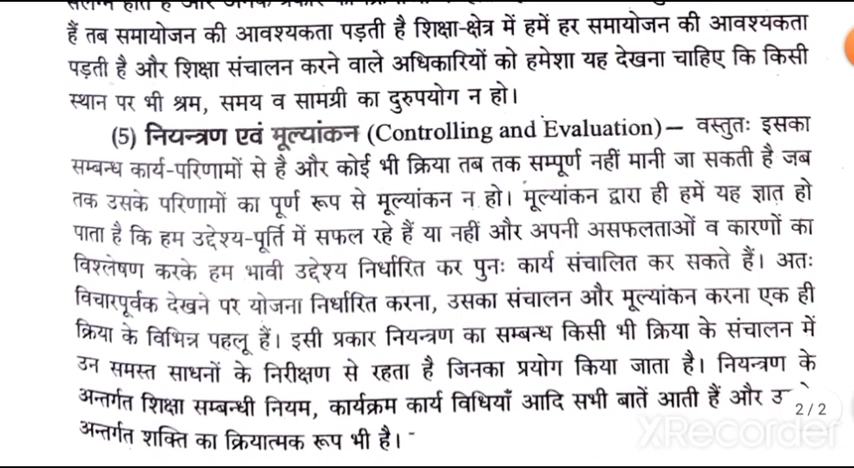 हैं तब समायोजन की आवश्यकता पड़ती है शिक्षा-क्षेत्र में हमें हर समायोजन की आवश्यकता
पड़ती है और शिक्षा संचालन करने वाले अधिकारियों को हमेशा यह देखना चाहिए कि किसी
स्थान पर भी श्रम, समय व सामग्री का दुरुपयोग न हो।
(5) नियन्त्रण एवं मूल्यांकन (Controlling and Evaluation)— वस्तुतः इसका
सम्बन्ध कार्य-परिणामों से है और कोई भी क्रिया तब तक सम्पूर्ण नहीं मानी जा सकती है जब
तक उसके परिणामों का पूर्ण रूप से मूल्यांकन न हो। मूल्यांकन द्वारा ही हमें यह ज्ञात हो
पाता है कि हम उद्देश्य-पूर्ति में सफल रहे हैं या नहीं और अपनी असफलताओं व कारणों का
विश्लेषण करके हम भावी उद्देश्य निर्धारित कर पुनः कार्य संचालित कर सकते हैं। अतः
विचारपूर्वक देखने पर योजना निर्धारित करना, उसका संचालन और मूल्यांकन करना एक ही
क्रिया के विभिन्न पहलू हैं। इसी प्रकार नियन्त्रण का सम्बन्ध किसी भी क्रिया के संचालन में
उन समस्त साधनों के निरीक्षण से रहता है जिनका प्रयोग किया जाता है। नियन्त्रण के
अन्तर्गत शिक्षा सम्बन्धी नियम, कार्यक्रम कार्य विधियाँ आदि सभी बातें आती हैं और
2/2
अन्तर्गत शक्ति का क्रियात्मक रूप भी है।
XRecorder